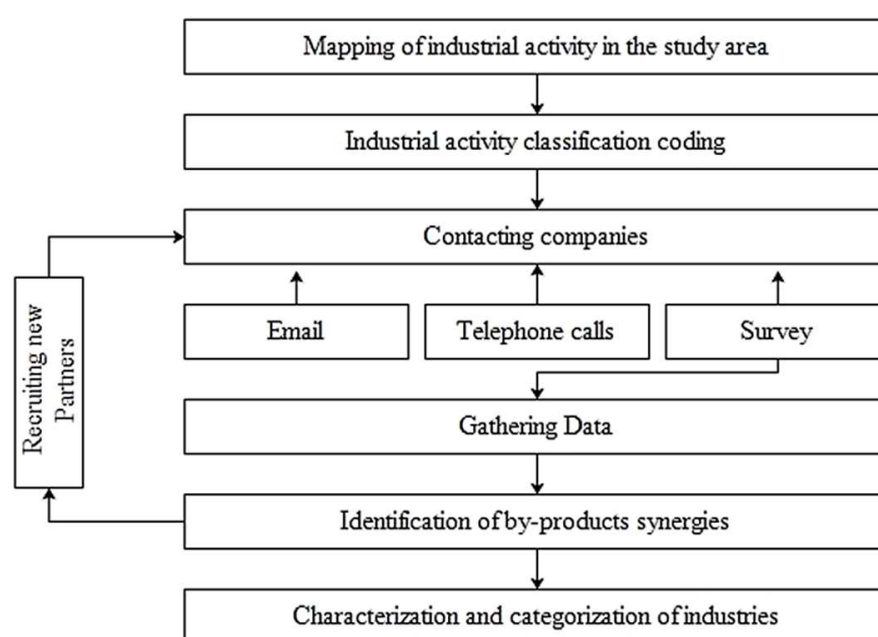 Mapping of industrial activity in the study area
Industrial activity classification coding
Contacting companies
Recruiting new
Partners
Email
Telephone calls
Survey
Gathering Data
Identification of by-products synergies
Characterization and categorization of industries